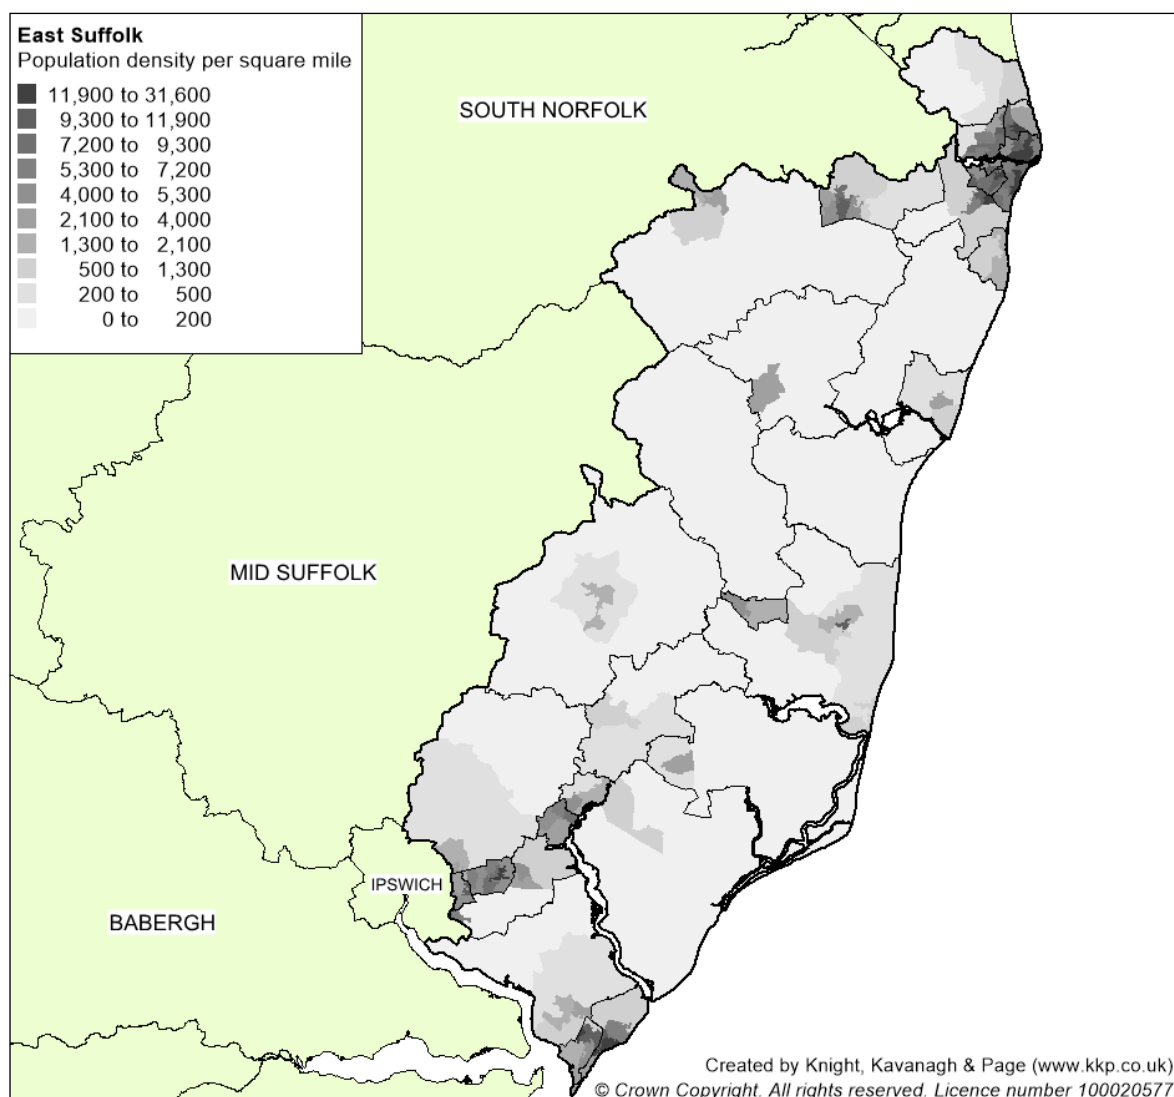 East Suffolk
Population density per square mile
11,900 to 31,600
9,300 to 11,900
7,200 to 9,300
5,300 to 7,200
4,000 to 5,300
2,100 to 4,000
1,300 to 2,100
500 to 1,300
200 to 500
0 to 200
SOUTH NORFOLK
MID SUFFOLK
IPSWICH
BABERGH
Created by Knight, Kavanagh & Page (www.kkp.co.uk)
© Crown Copyright. All rights reserved. Licence number 100020577